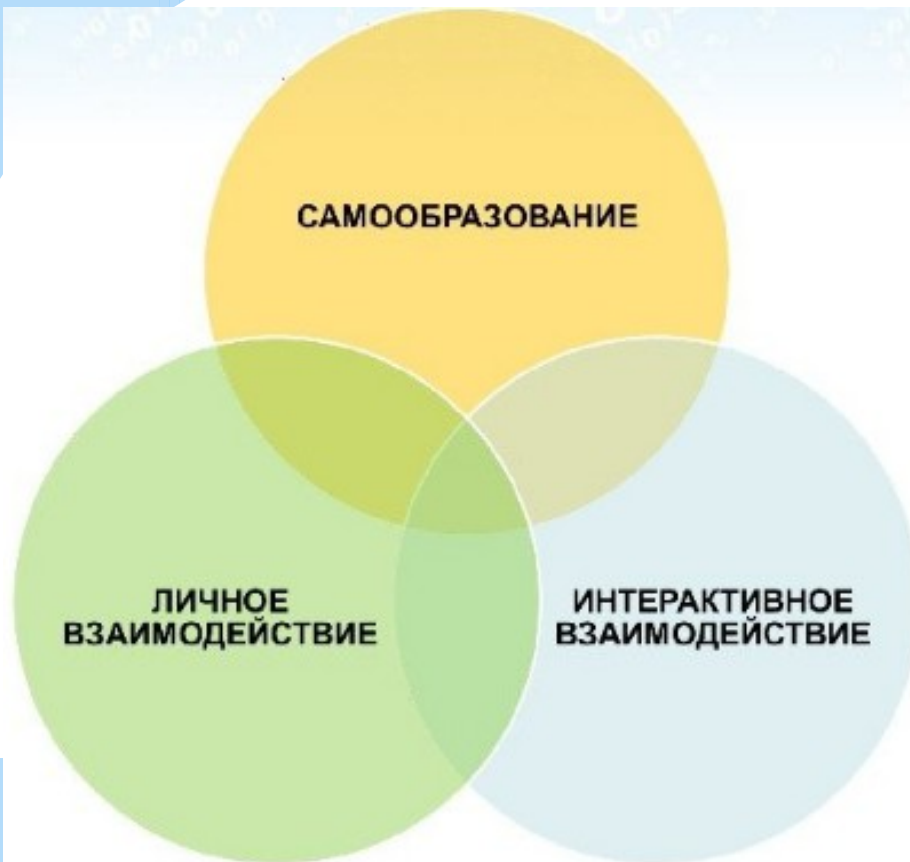 САМООБРАЗОВАНИЕ
ЛИЧНОЕ
ВЗАИМОДЕЙСТВИЕ
ИНТЕРАКТИВНОЕ
ВЗАИМОДЕЙСТВИЕ